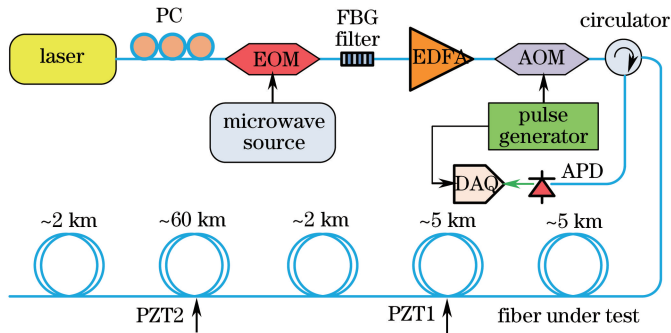 PC
FBG
filter
circulator
laser
EOM
EDFA
AOM
microwave
source
pulse
generator
DAQ
APD
~2 km
~60 km
~2 km
~5 km
~5 km
PZT2
PZT1
fiber under test